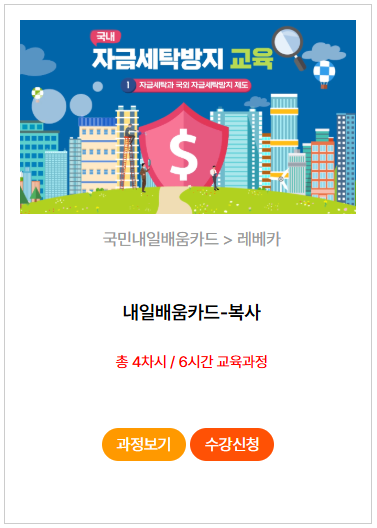 국내
자금세탁방지 교육
1 자금세탁과 국외 자금세탁방지 제도
$
국민내일배움카드 > 레베카
내일배움카드-복사
총 4차시 / 6시간 교육과정
과정보기 수강신청